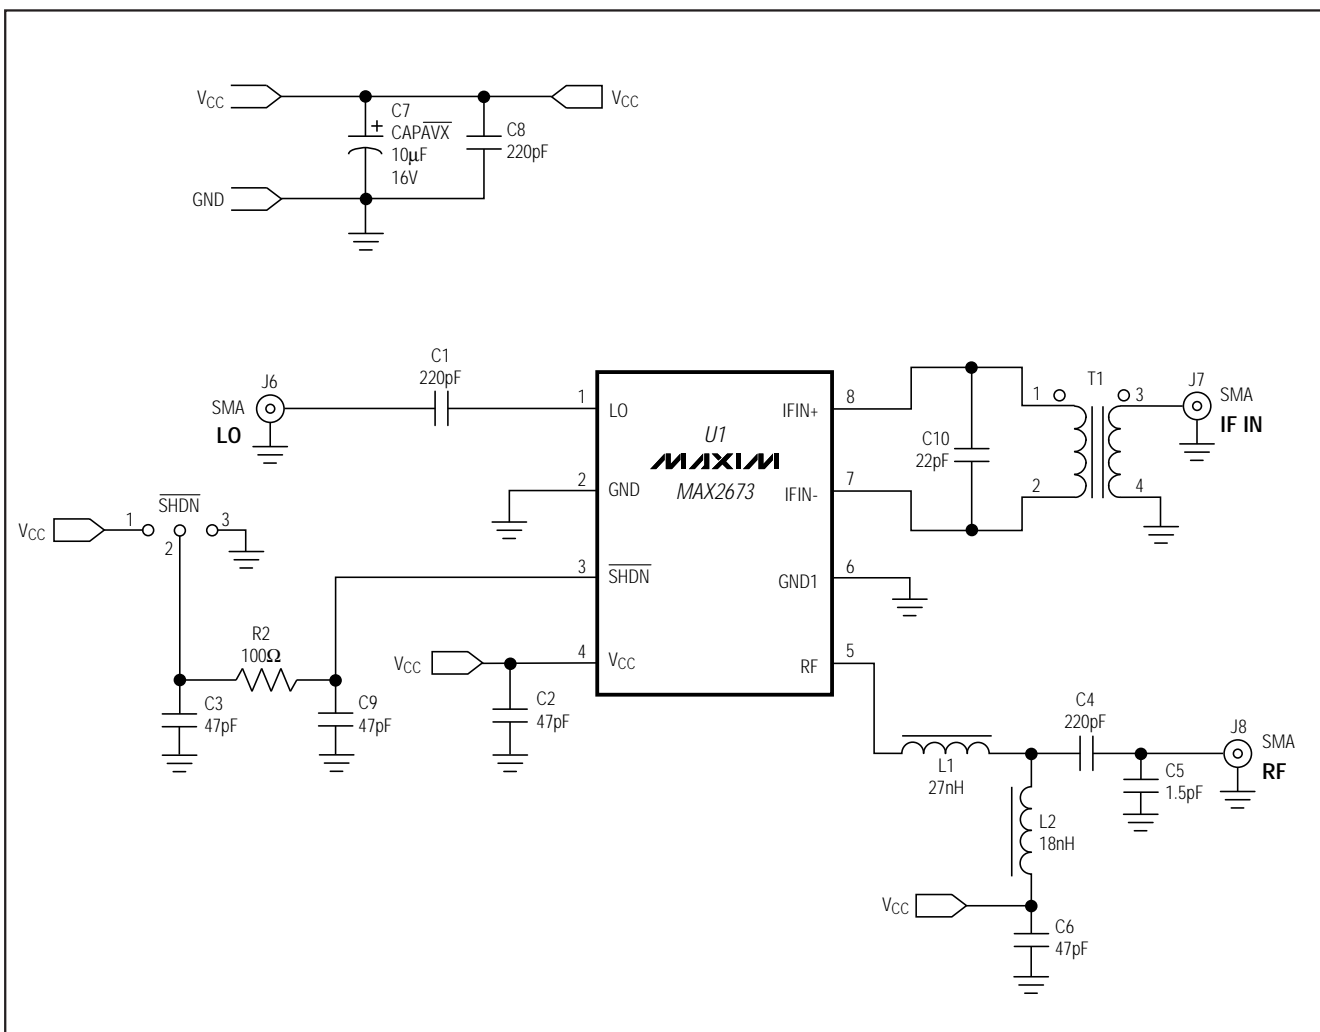 VCC
C7
CAPAVX
10µF
16V
C8
220pF
VCC
GND
J6
SMA
LO
C1
220pF
1
LO
2
GND
3
SHDN
4
VCC
U1
MAXIM
MAX2673
8
IFIN+
7
IFIN-
6
GND1
5
RF
C10
22pF
1
T1
3
2
4
J7
SMA
IF IN
VCC
1
SHDN
3
2
R2
100Ω
C3
47pF
C9
47pF
VCC
C2
47pF
L1
27nH
C4
220pF
C5
1.5pF
J8
SMA
RF
L2
18nH
VCC
C6
47pF